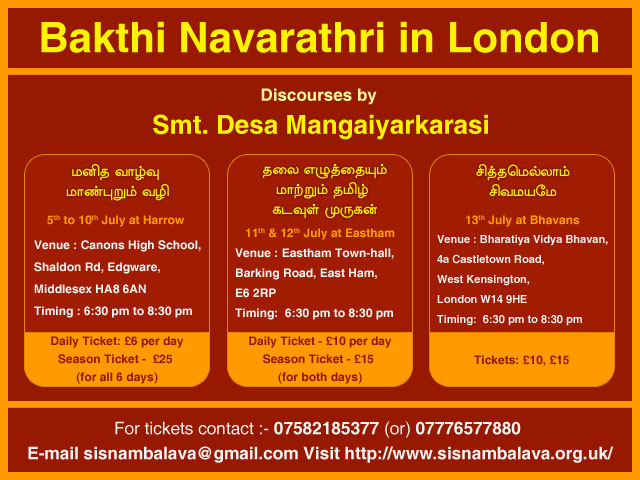 Bakthi Navarathri in London
Discourses by
Smt. Desa Mangaiyarkarasi
மனித வாழ்வு
மாண்புறும் வழி
5th to 10th July at Harrow
Venue : Canons High School,
Shaldon Rd, Edgware,
Middlesex HA8 6AN
Timing : 6:30 pm to 8:30 pm
Daily Ticket: £6 per day
Season Ticket - £25
(for all 6 days)
தலை எழுத்தையும்
மாற்றும் தமிழ்
கடவுள் முருகன்
11th & 12th July at Eastham
Venue : Eastham Town-hall,
Barking Road, East Ham,
E6 2RP
Timing: 6:30 pm to 8:30 pm
Daily Ticket - £10 per day
Season Ticket - £15
(for both days)
சித்தமெல்லாம்
சிவமயமே
13th July at Bhavans
Venue : Bharatiya Vidya Bhavan,
4a Castletown Road,
West Kensington,
London W14 9HE
Timing: 6:30 pm to 8:30 pm
Tickets: £10, £15
For tickets contact :- 07582185377 (or) 07776577880
E-mail sisnambalava@gmail.com Visit http://www.sisnambalava.org.uk/